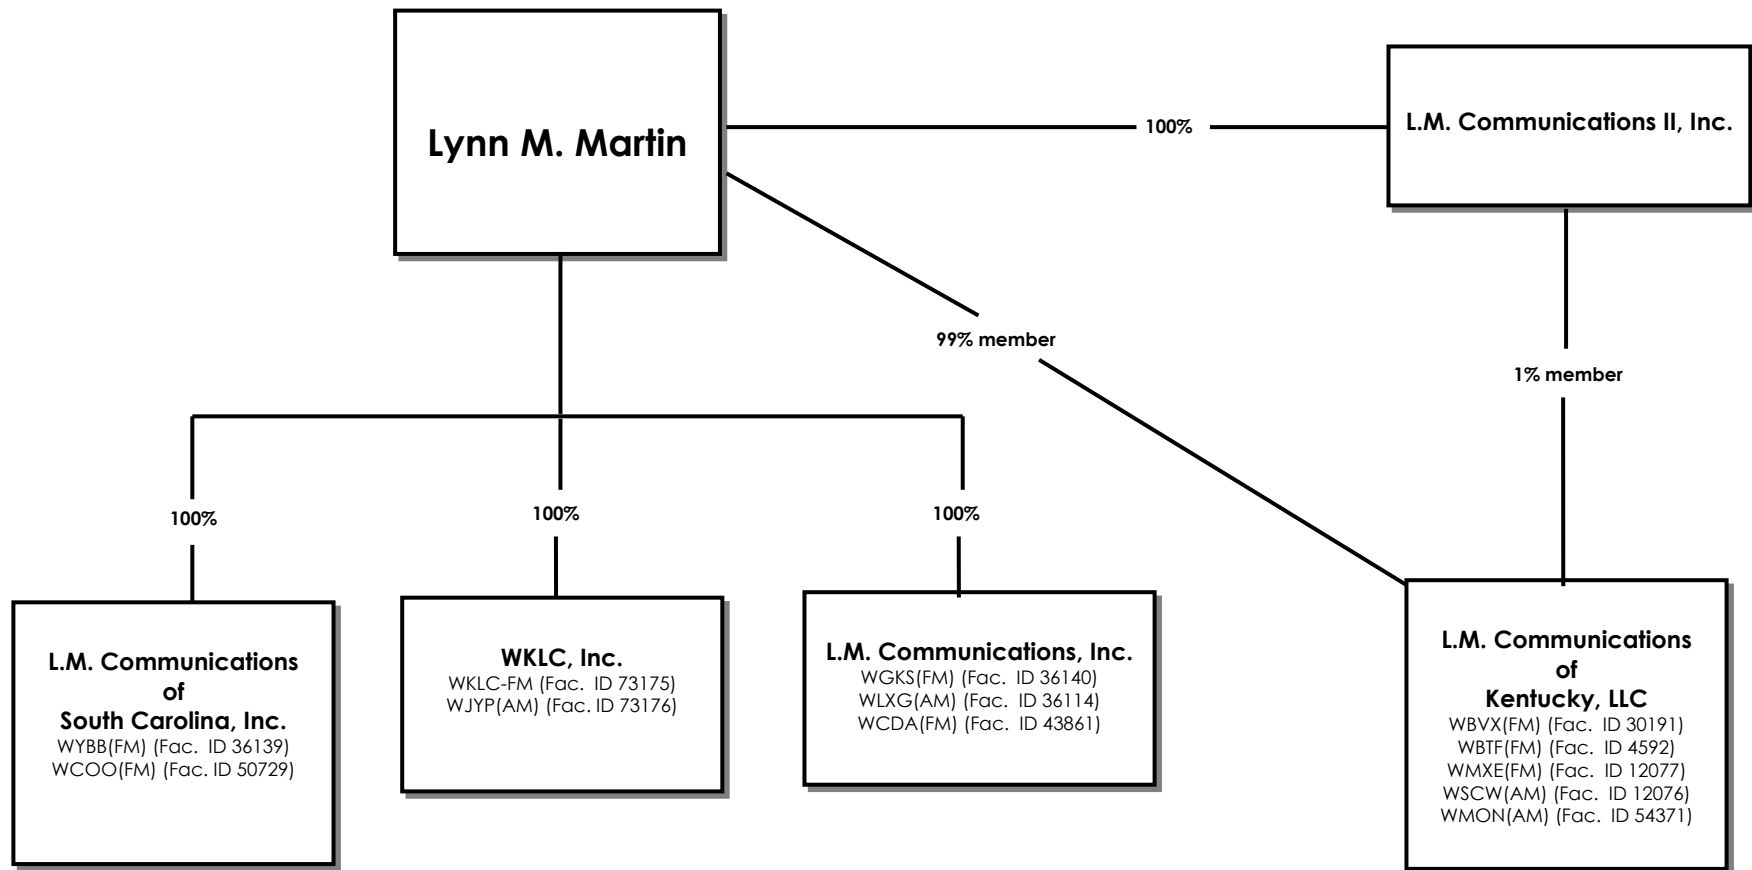 Lynn M. Martin
100%
L.M. Communications II, Inc.
99% member
1% member
100%
100%
100%
L.M. Communications
of
South Carolina, Inc.
WYBB(FM) (Fac. ID 36139)
WCOO(FM) (Fac. ID 50729)
WKLC, Inc.
WKLC-FM (Fac. ID 73175)
WJYP(AM) (Fac. ID 73176)
L.M. Communications, Inc.
WGKS(FM) (Fac. ID 36140)
WLXG(AM) (Fac. ID 36114)
WCDA(FM) (Fac. ID 43861)
L.M. Communications
of
Kentucky, LLC
WBVX(FM) (Fac. ID 30191)
WBTF(FM) (Fac. ID 4592)
WMXE(FM) (Fac. ID 12077)
WSCW(AM) (Fac. ID 12076)
WMON(AM) (Fac. ID 54371)